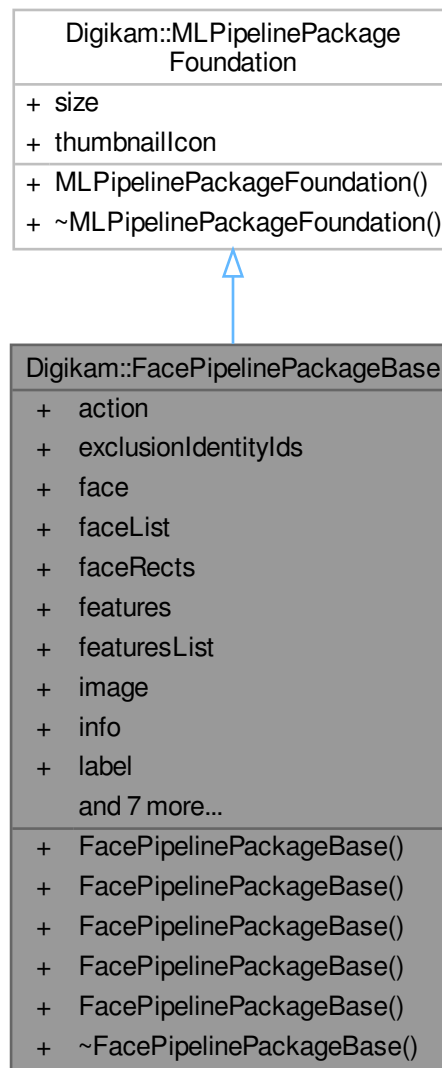 Digikam::MLPipelinePackage
Foundation
+ size
+ thumbnailIcon
+ MLPipelinePackageFoundation()
+ ~MLPipelinePackageFoundation()
Digikam::FacePipelinePackageBase
+ action
+ exclusionIdentityIds
+ face
+ faceList
+ faceRects
+ features
+ featuresList
+ image
+ info
+ label
and 7 more...
+ FacePipelinePackageBase()
+ FacePipelinePackageBase()
+ FacePipelinePackageBase()
+ FacePipelinePackageBase()
+ FacePipelinePackageBase()
+ ~FacePipelinePackageBase()